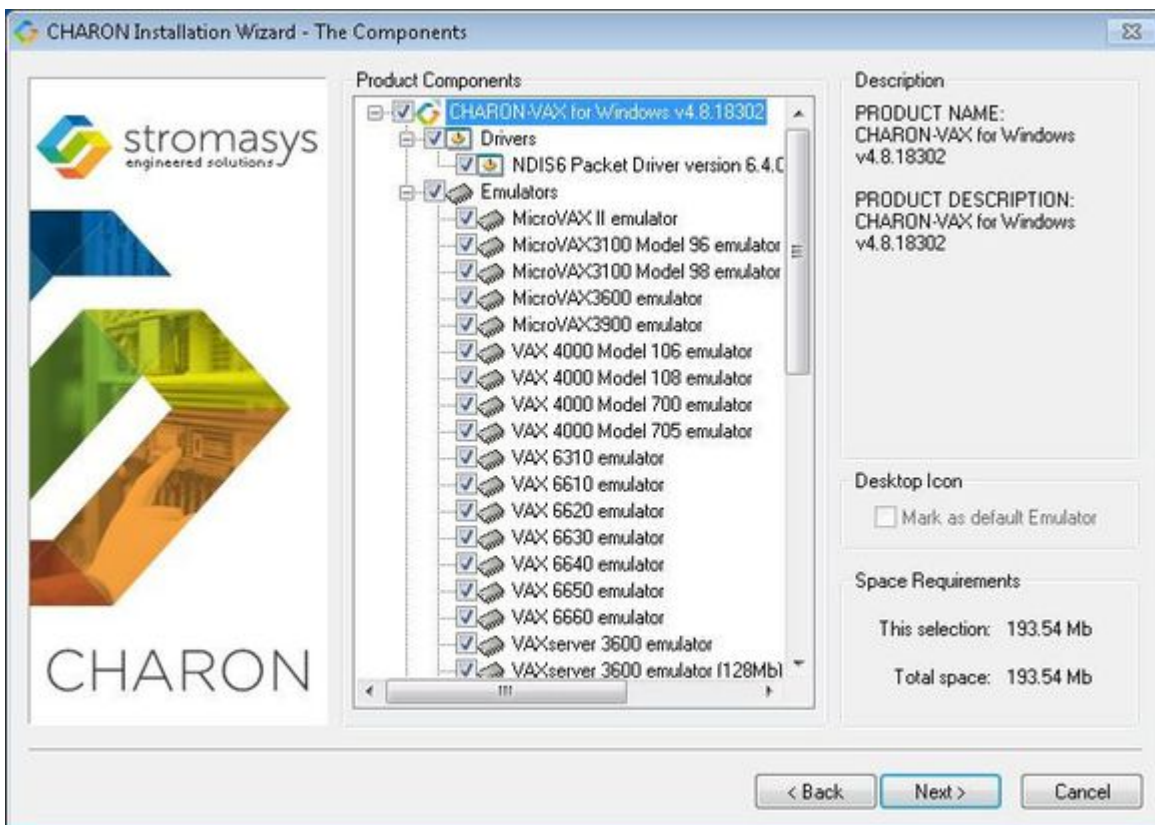 CHARON Installation Wizard - The Components
stromasys
engineered solutions
CHARON
Product Components
CHARON-VAX for Windows v4.8.18302
Drivers
NDIS6 Packet Driver version 6.4.0
Emulators
MicroVAX II emulator
MicroVAX3100 Model 96 emulator
MicroVAX3100 Model 98 emulator
MicroVAX3600 emulator
MicroVAX3900 emulator
VAX 4000 Model 106 emulator
VAX 4000 Model 108 emulator
VAX 4000 Model 700 emulator
VAX 4000 Model 705 emulator
VAX 6310 emulator
VAX 6610 emulator
VAX 6620 emulator
VAX 6630 emulator
VAX 6640 emulator
VAX 6650 emulator
VAX 6660 emulator
VAXserver 3600 emulator
VAXserver 3600 emulator (128Mb)
Description
PRODUCT NAME:
CHARON-VAX for Windows
v4.8.18302
PRODUCT DESCRIPTION:
CHARON-VAX for Windows
v4.8.18302
Desktop Icon
Mark as default Emulator
Space Requirements
This selection: 193.54 Mb
Total space: 193.54 Mb
< Back
Next >
Cancel